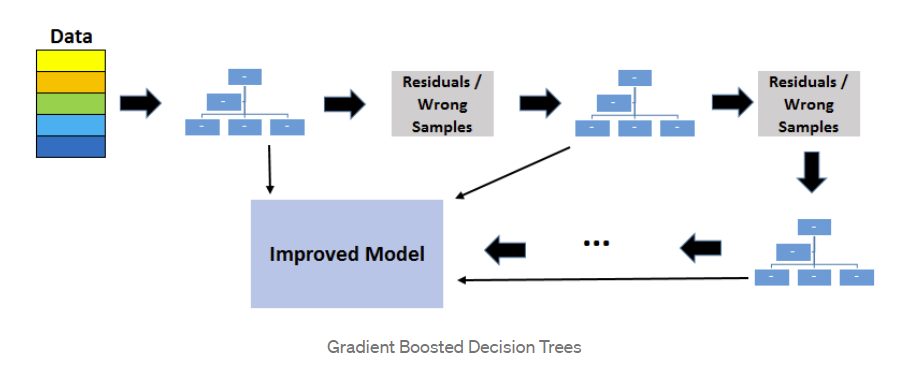 Data
Residuals /
Wrong
Samples
Residuals /
Wrong
Samples
Improved Model
...
Gradient Boosted Decision Trees